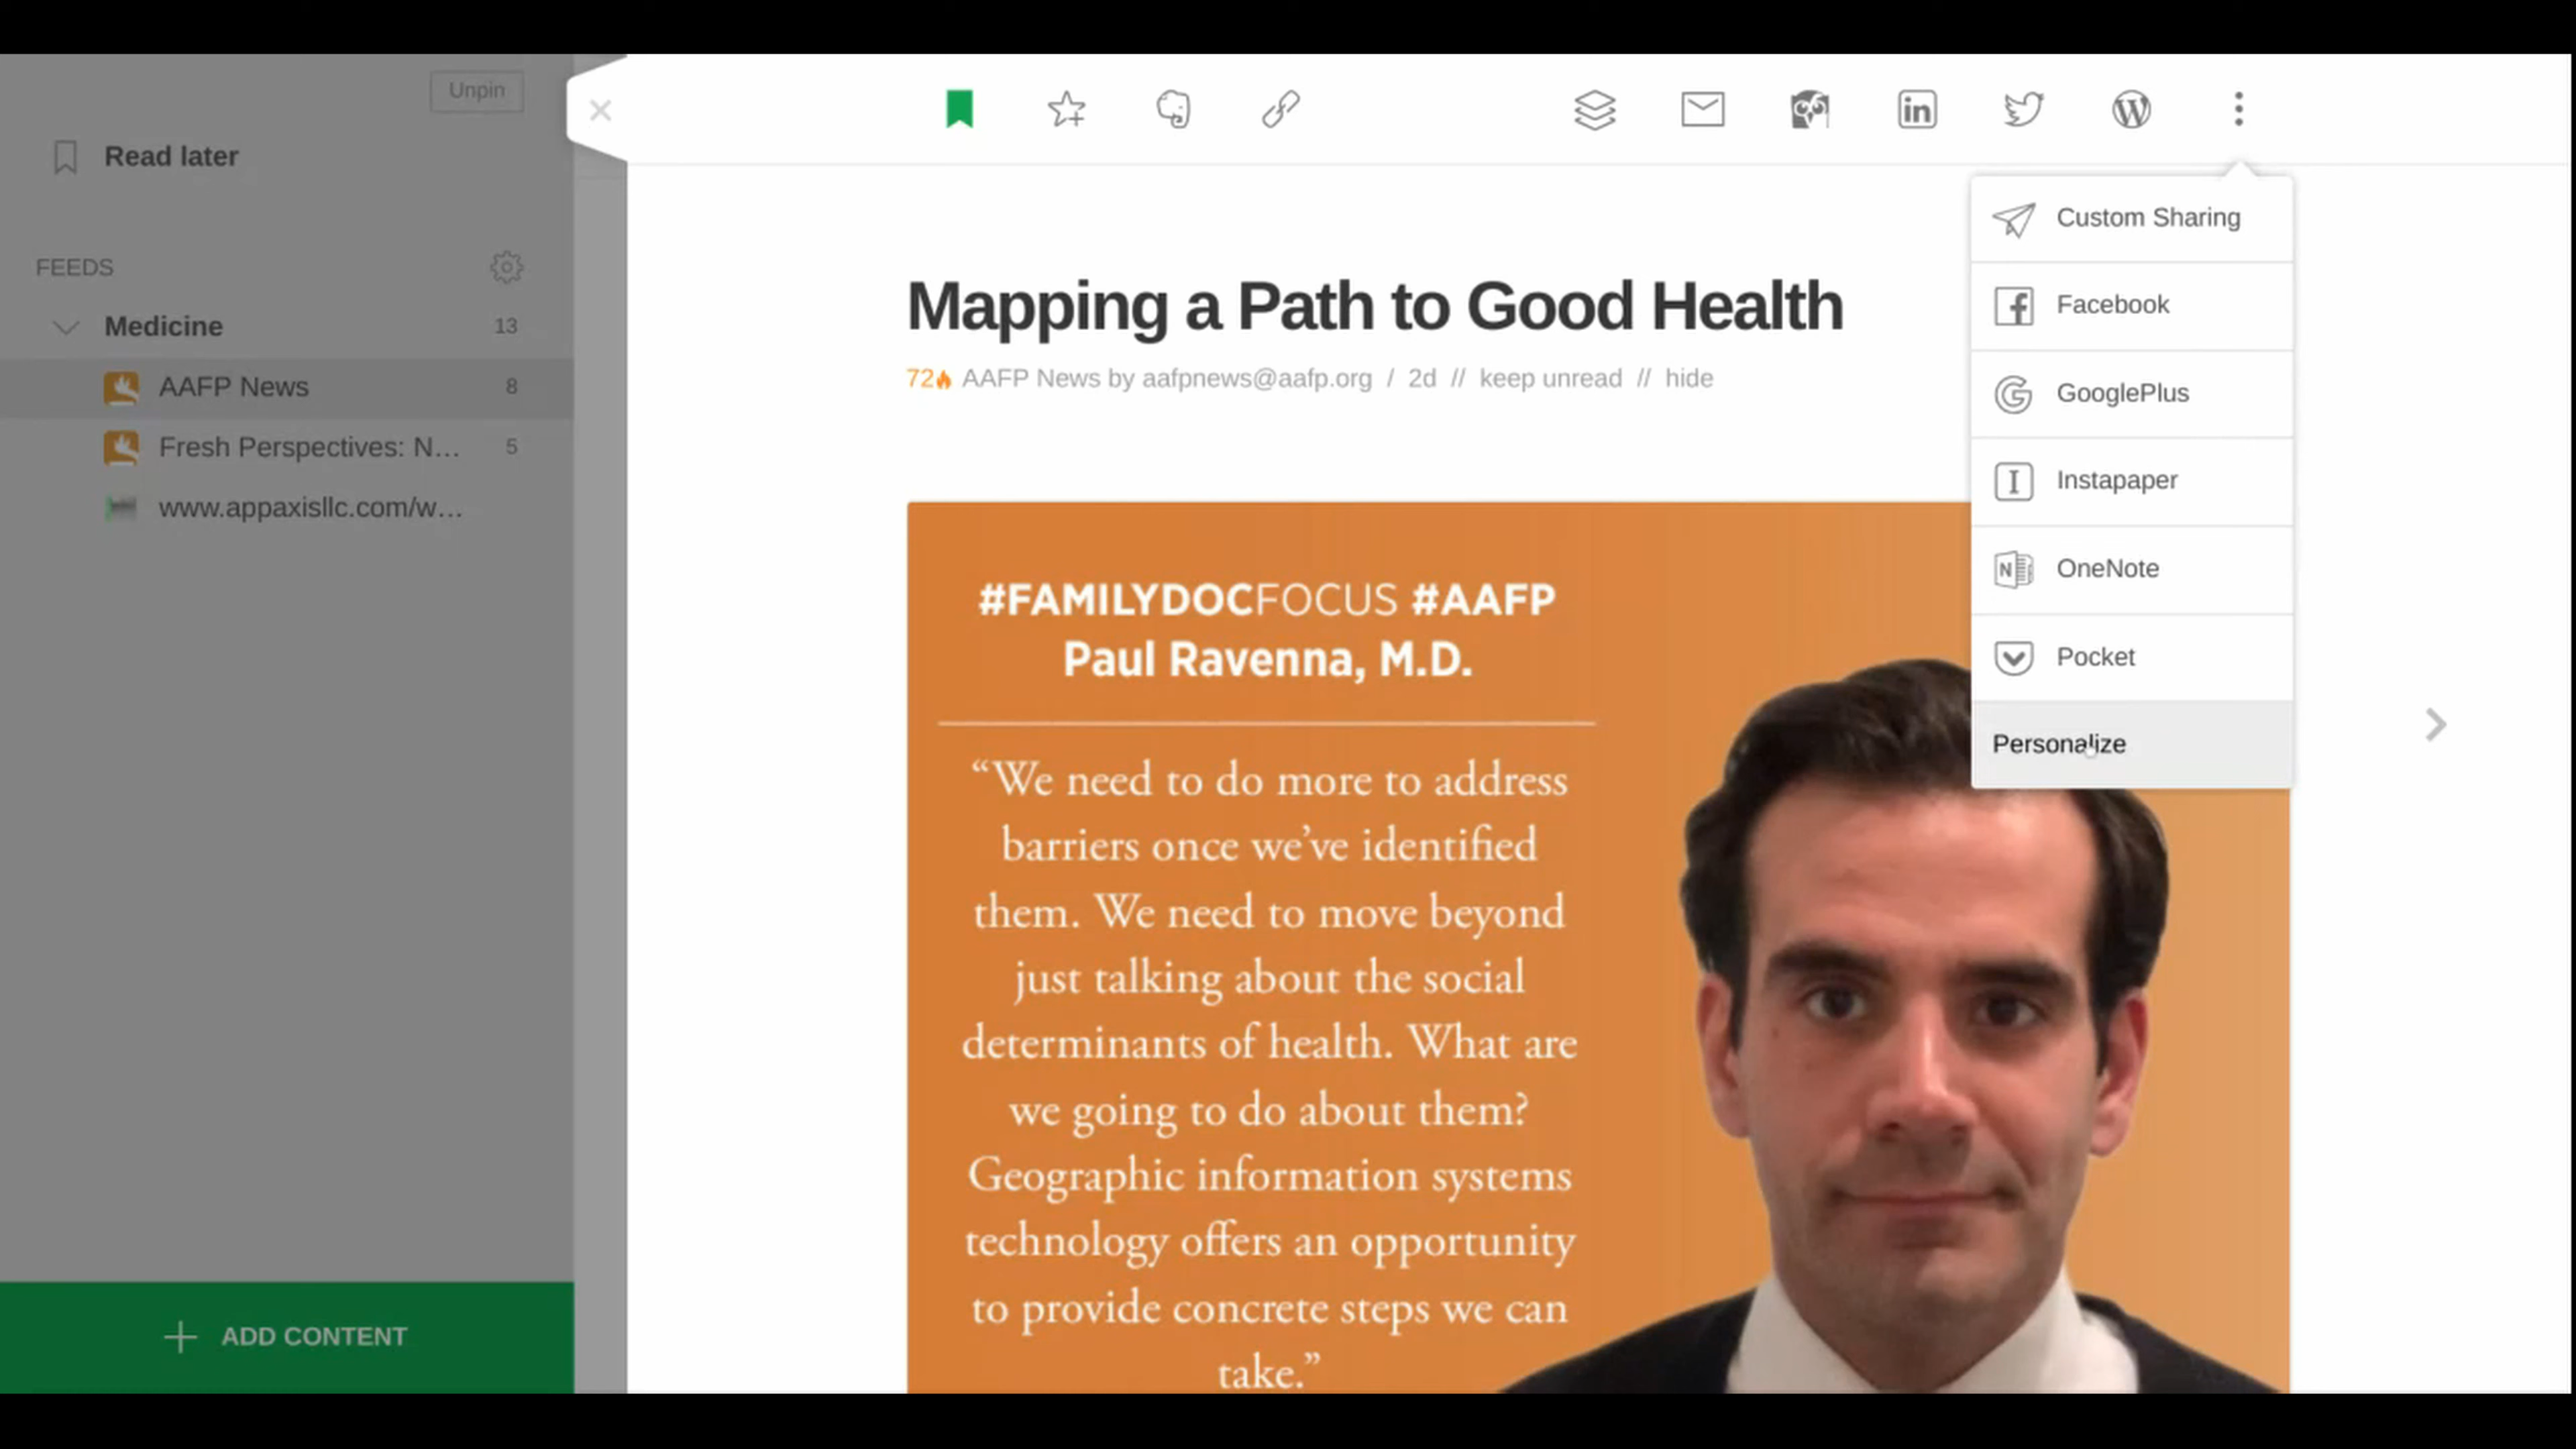 Unpin
Read later
FEEDS
Medicine 13
AAFP News 8
Fresh Perspectives: N... 5
www.appaxisllc.com/w...
ADD CONTENT
Mapping a Path to Good Health
72 AAFP News by aafpnews@aafp.org / 2d // keep unread // hide
#FAMILYDOCFOCUS #AAFP
Paul Ravenna, M.D.
“We need to do more to address
barriers once we’ve identified
them. We need to move beyond
just talking about the social
determinants of health. What are
we going to do about them?
Geographic information systems
technology offers an opportunity
to provide concrete steps we can
take.”
Custom Sharing
Facebook
GooglePlus
Instapaper
OneNote
Pocket
Personalize